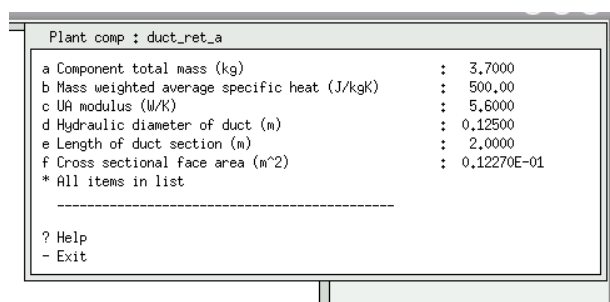 Plant comp : duct_ret_a
a Component total mass (kg) : 3.7000
b Mass weighted average specific heat (J/kgK) : 500.00
c UA modulus (W/K) : 5.6000
d Hydraulic diameter of duct (m) : 0.12500
e Length of duct section (m) : 2.0000
f Cross sectional face area (m^2) : 0.12270E-01
* All items in list
------------------------------------------
? Help
- Exit